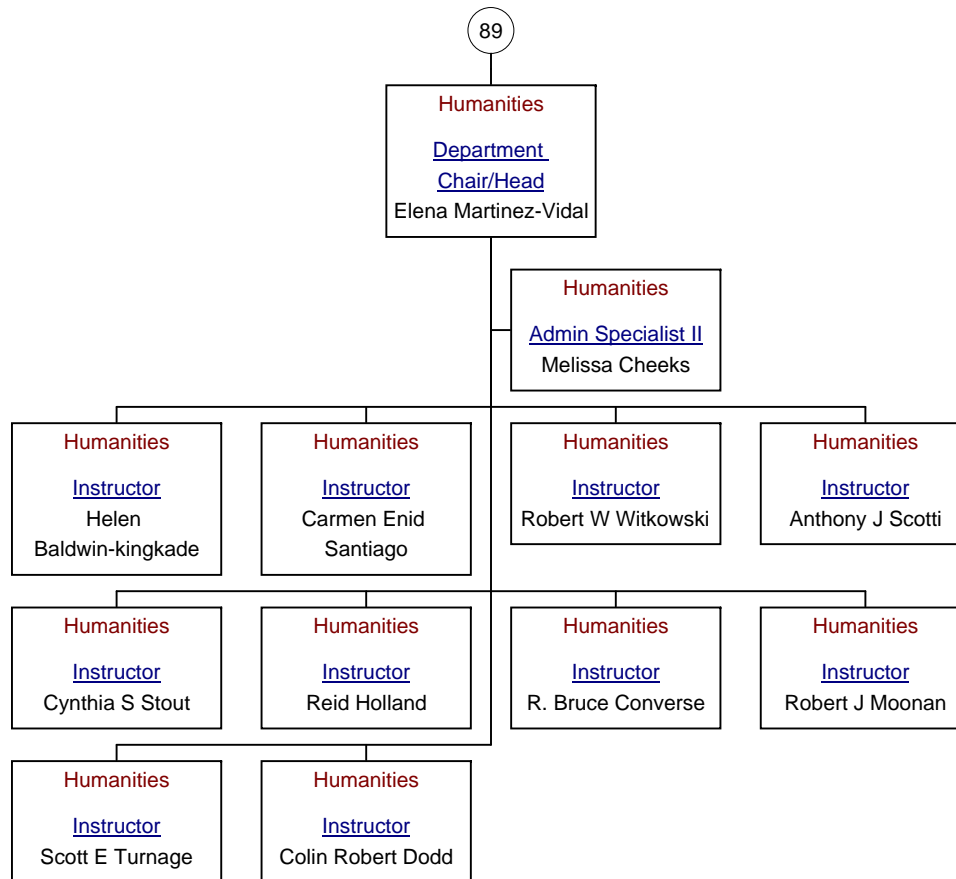 89
Humanities
Department
Chair/Head
Elena Martinez-Vidal
Humanities
Admin Specialist II
Melissa Cheeks
Humanities
Instructor
Helen
Baldwin-kingkade
Humanities
Instructor
Carmen Enid
Santiago
Humanities
Instructor
Robert W Witkowski
Humanities
Instructor
Anthony J Scotti
Humanities
Instructor
Cynthia S Stout
Humanities
Instructor
Reid Holland
Humanities
Instructor
R. Bruce Converse
Humanities
Instructor
Robert J Moonan
Humanities
Instructor
Scott E Turnage
Humanities
Instructor
Colin Robert Dodd